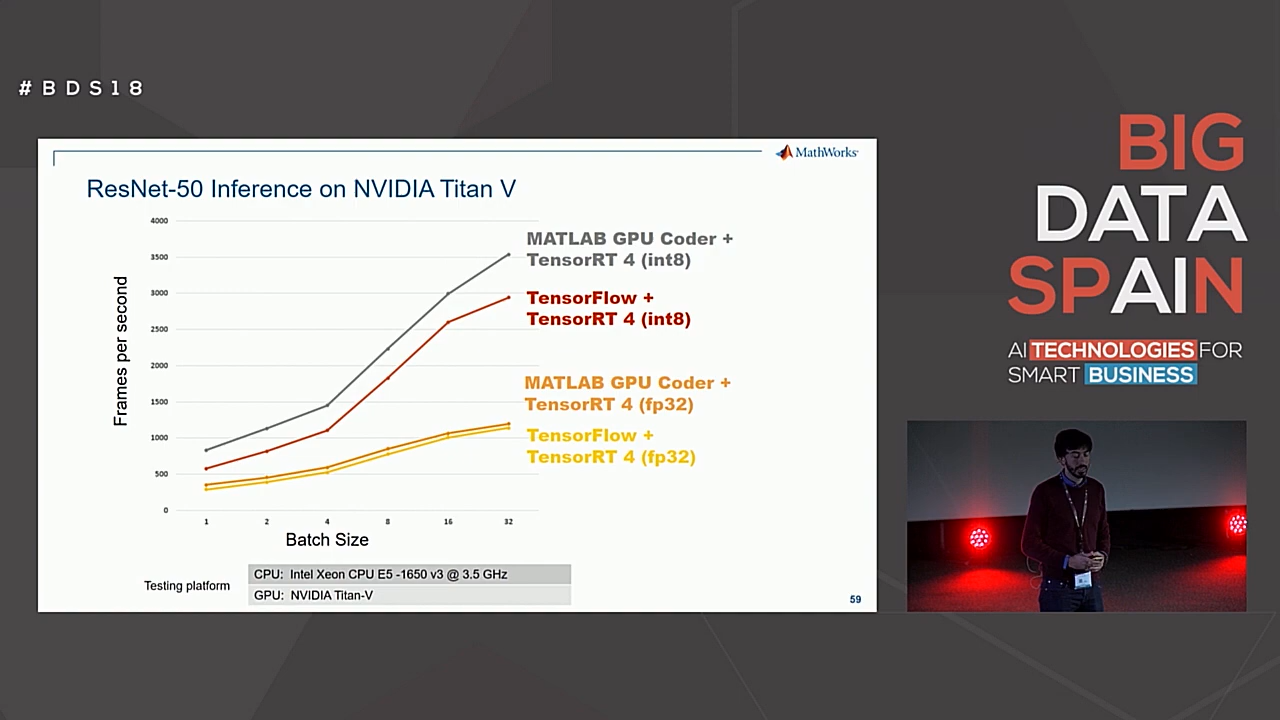 #BDS18
MathWorks
ResNet-50 Inference on NVIDIA Titan V
4000
3500
3000
2500
2000
1500
1000
500
0
Frames per second
1 2 4 8 16 32
Batch Size
MATLAB GPU Coder +
TensorRT 4 (int8)
TensorFlow +
TensorRT 4 (int8)
MATLAB GPU Coder +
TensorRT 4 (fp32)
TensorFlow +
TensorRT 4 (fp32)
Testing platform
CPU: Intel Xeon CPU E5 -1650 v3 @ 3.5 GHz
GPU: NVIDIA Titan-V
59
BIG
DATA
SPAIN
AI TECHNOLOGIES FOR
SMART BUSINESS